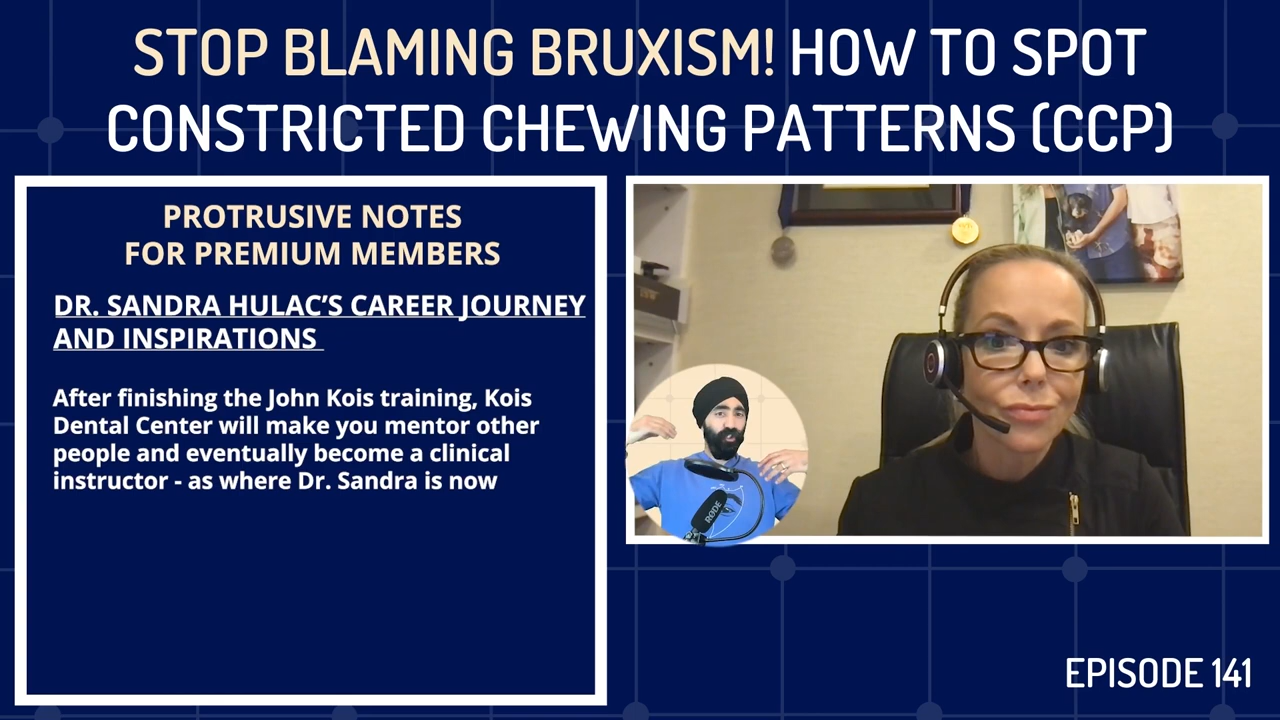 STOP BLAMING BRUXISM! HOW TO SPOT
CONSTRICTED CHEWING PATTERNS (CCP)
PROTRUSIVE NOTES
FOR PREMIUM MEMBERS
DR. SANDRA HULAC’S CAREER JOURNEY
AND INSPIRATIONS
After finishing the John Kois training, Kois
Dental Center will make you mentor other
people and eventually become a clinical
instructor - as where Dr. Sandra is now
RØDE
EPISODE 141